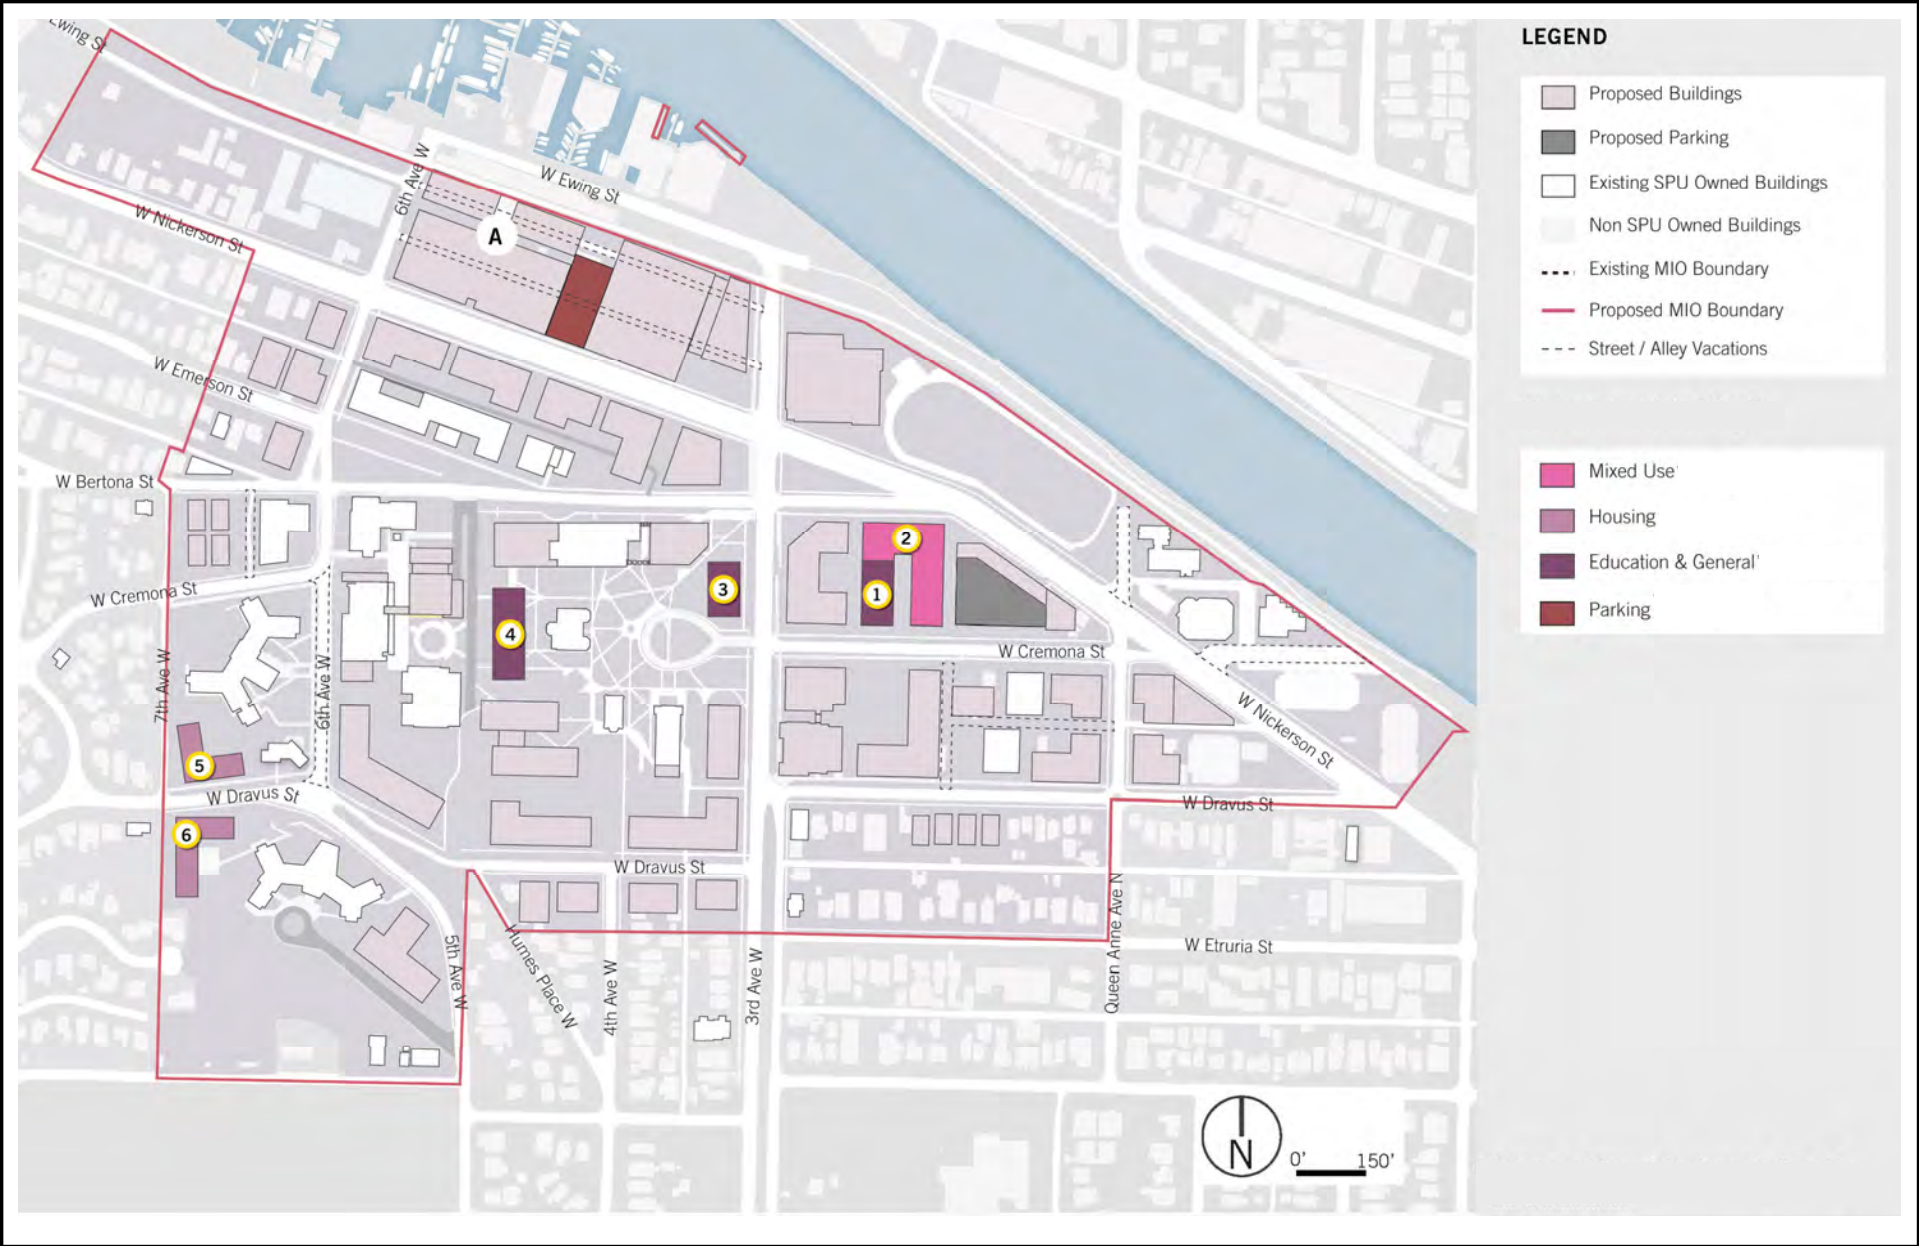 Ewing St
LEGEND
Proposed Buildings
Proposed Parking
Existing SPU Owned Buildings
Non SPU Owned Buildings
Existing MIO Boundary
Proposed MIO Boundary
Street / Alley Vacations
Mixed Use
Housing
Education & General
Parking
6th Ave W
W Ewing St
W Nickerson St
A
W Emerson St
W Bertona St
2
3
1
W Cremona St
4
W Cremona St
7th Ave W
6th Ave W
W Nickerson St
5
W Dravus St
W Dravus St
6
W Dravus St
Queen Anne Ave N
5th Ave W
Humes Place W
4th Ave W
3rd Ave W
W Etruria St
N
0'
150'